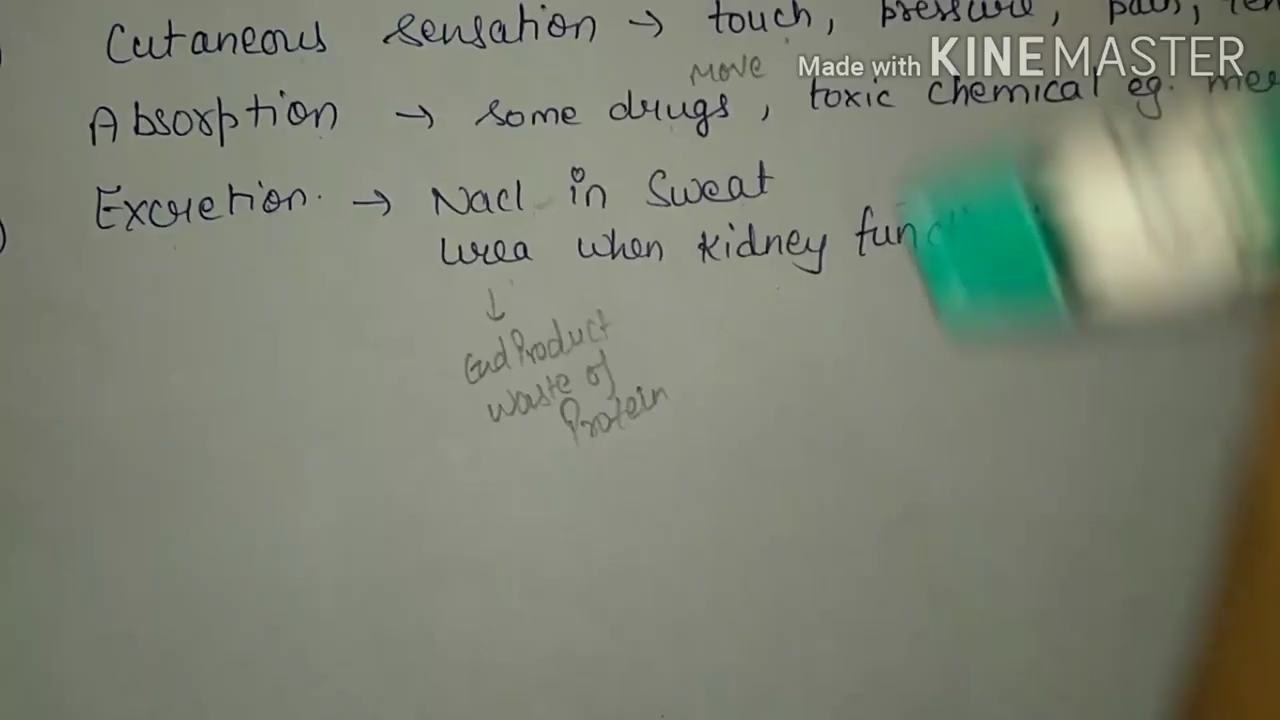 Cutaneous sensation → touch, pressure, pain,
move
Made with KINEMASTER
Absorption → some drugs, toxic chemical eg.
Excretion. → Nacl in Sweat
urea when kidney
↓
End Product
waste of
Protein